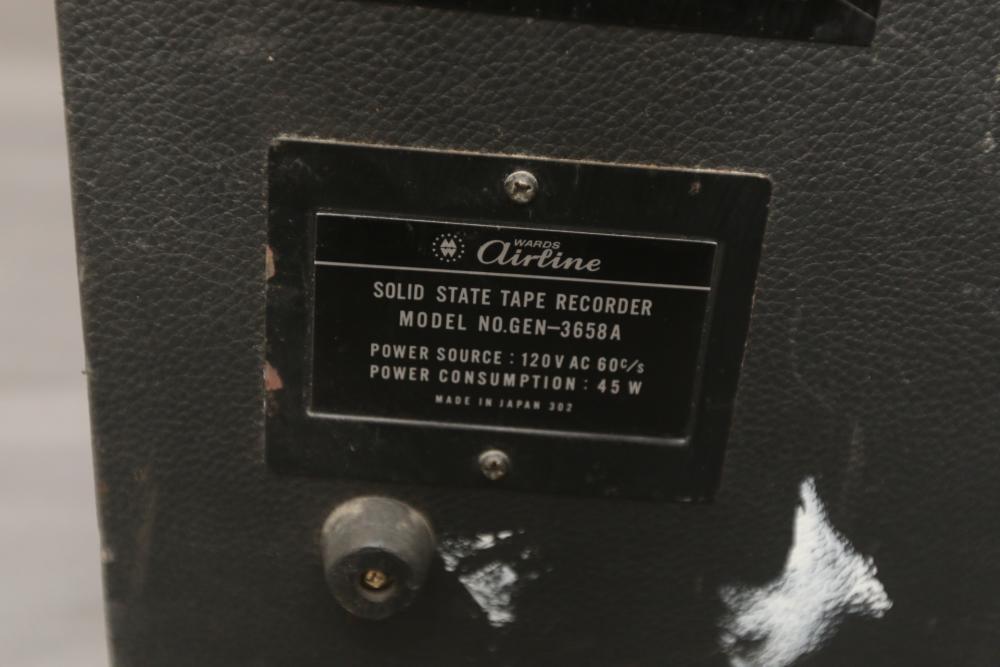 WARDS
Airline
SOLID STATE TAPE RECORDER
MODEL NO.GEN-3658A
POWER SOURCE : 120V AC 60c/s
POWER CONSUMPTION : 45 W
MADE IN JAPAN 302